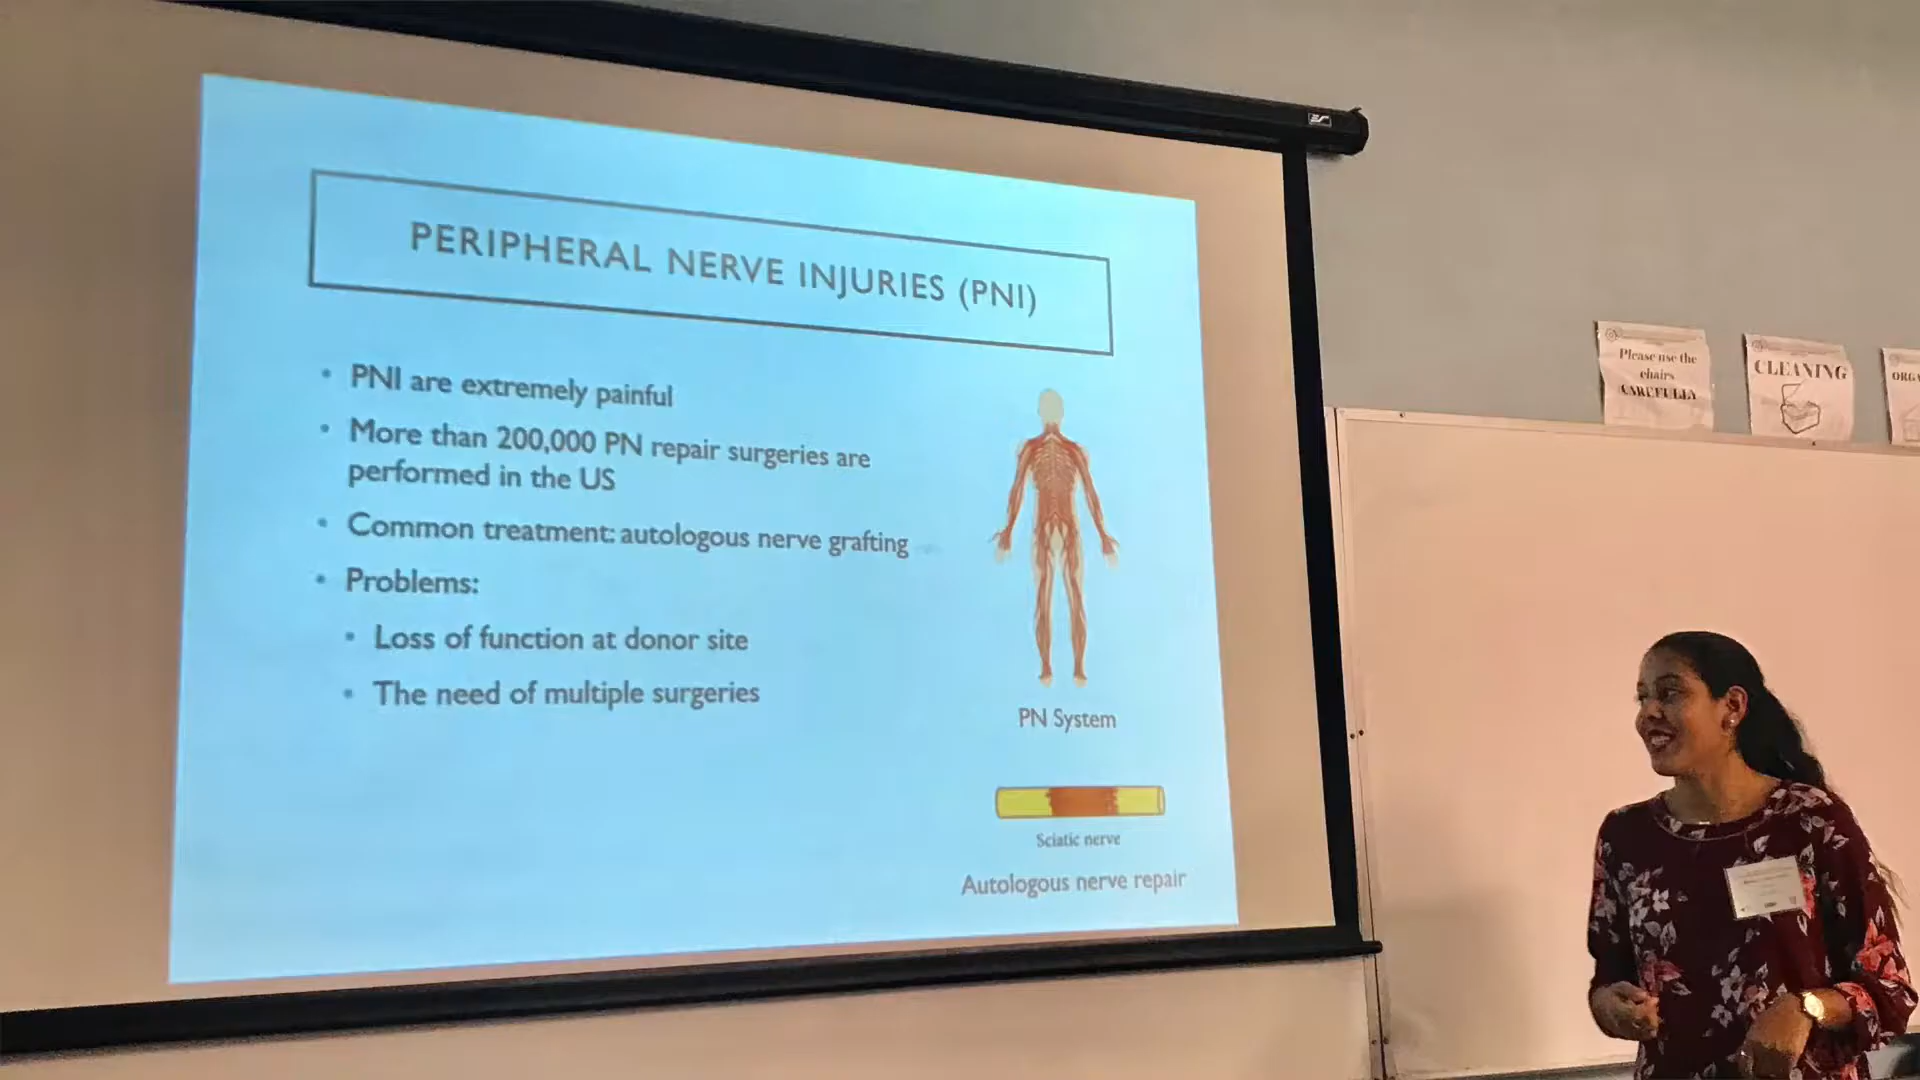 PERIPHERAL NERVE INJURIES (PNI)
• PNI are extremely painful
• More than 200,000 PN repair surgeries are
performed in the US
• Common treatment: autologous nerve grafting
• Problems:
• Loss of function at donor site
• The need of multiple surgeries
PN System
Sciatic nerve
Autologous nerve repair
Please use the
chairs
CAREFULLY
CLEANING